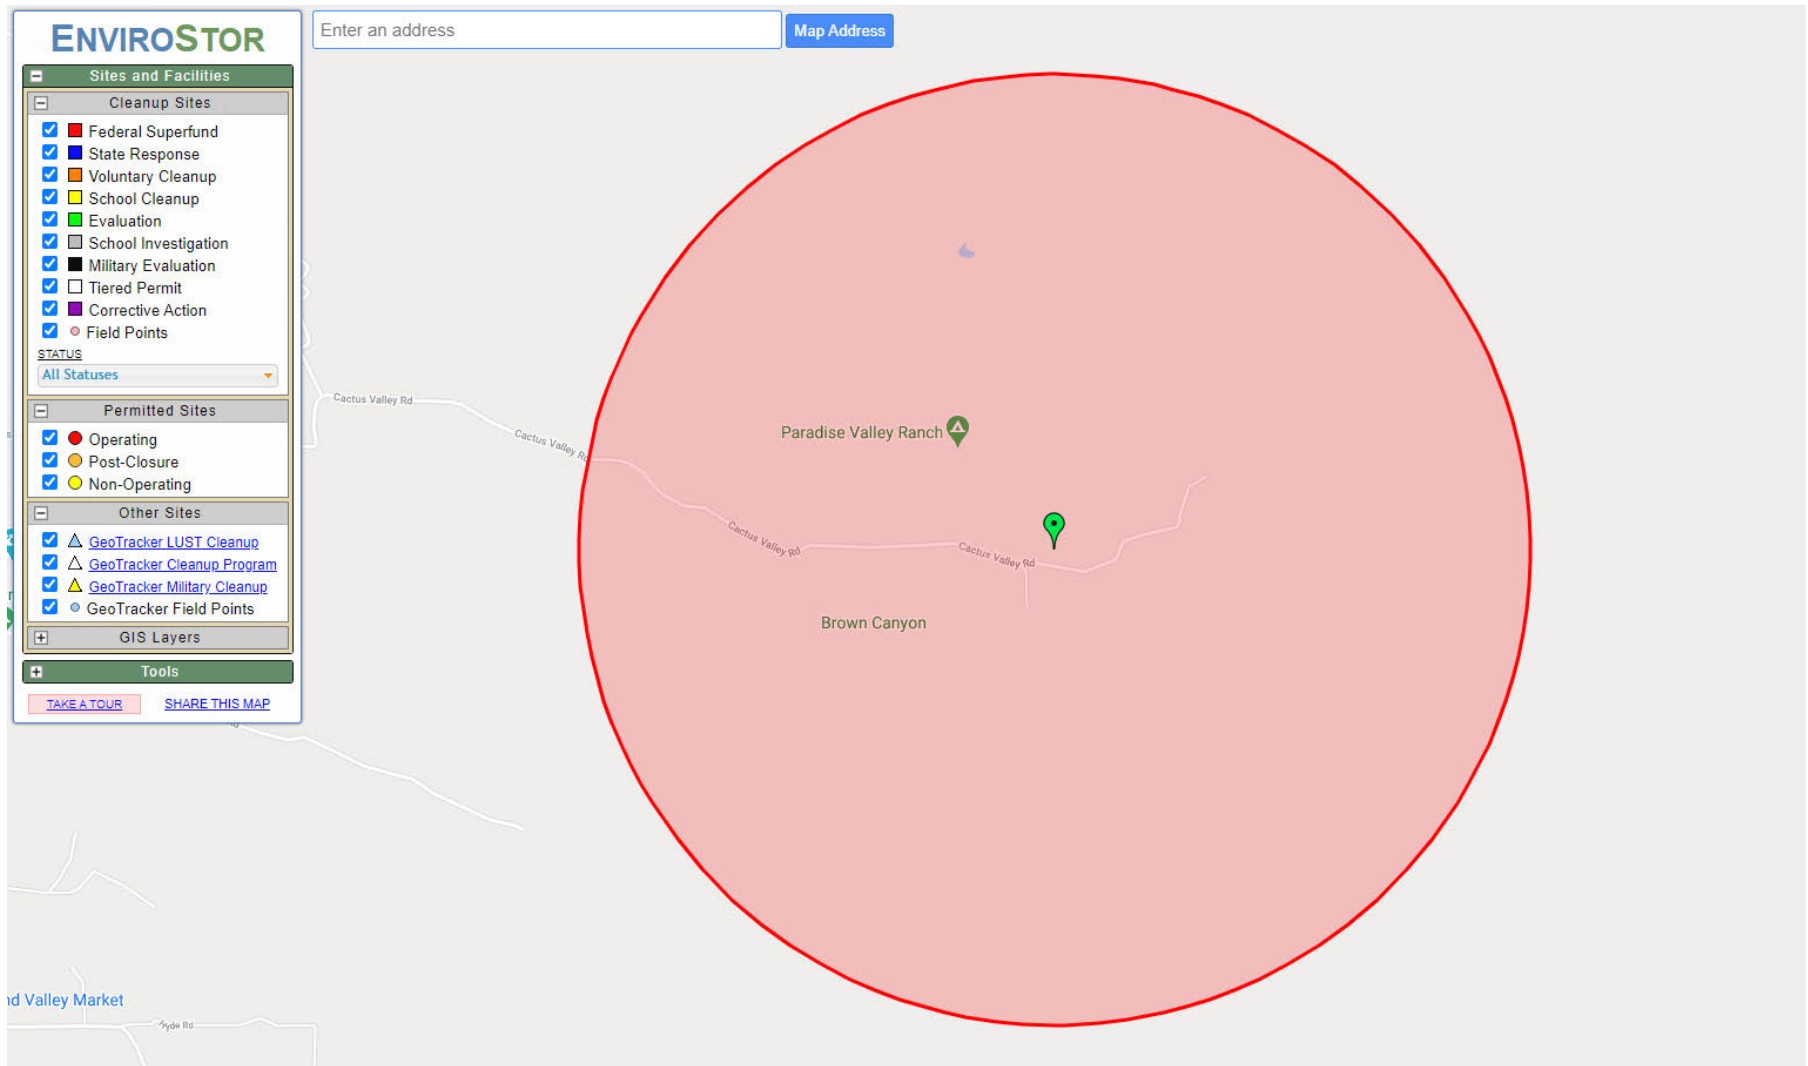 ENVIROSTOR
Enter an address
Map Address
Sites and Facilities
Cleanup Sites
Federal Superfund
State Response
Voluntary Cleanup
School Cleanup
Evaluation
School Investigation
Military Evaluation
Tiered Permit
Corrective Action
Field Points
STATUS
All Statuses
Permitted Sites
Operating
Post-Closure
Non-Operating
Other Sites
GeoTracker LUST Cleanup
GeoTracker Cleanup Program
GeoTracker Military Cleanup
GeoTracker Field Points
GIS Layers
Tools
TAKE A TOUR
SHARE THIS MAP
Cactus Valley Rd
Cactus Valley Rd
Paradise Valley Ranch
Cactus Valley Rd
Cactus Valley Rd
Brown Canyon
Valley Market
Hyde Rd